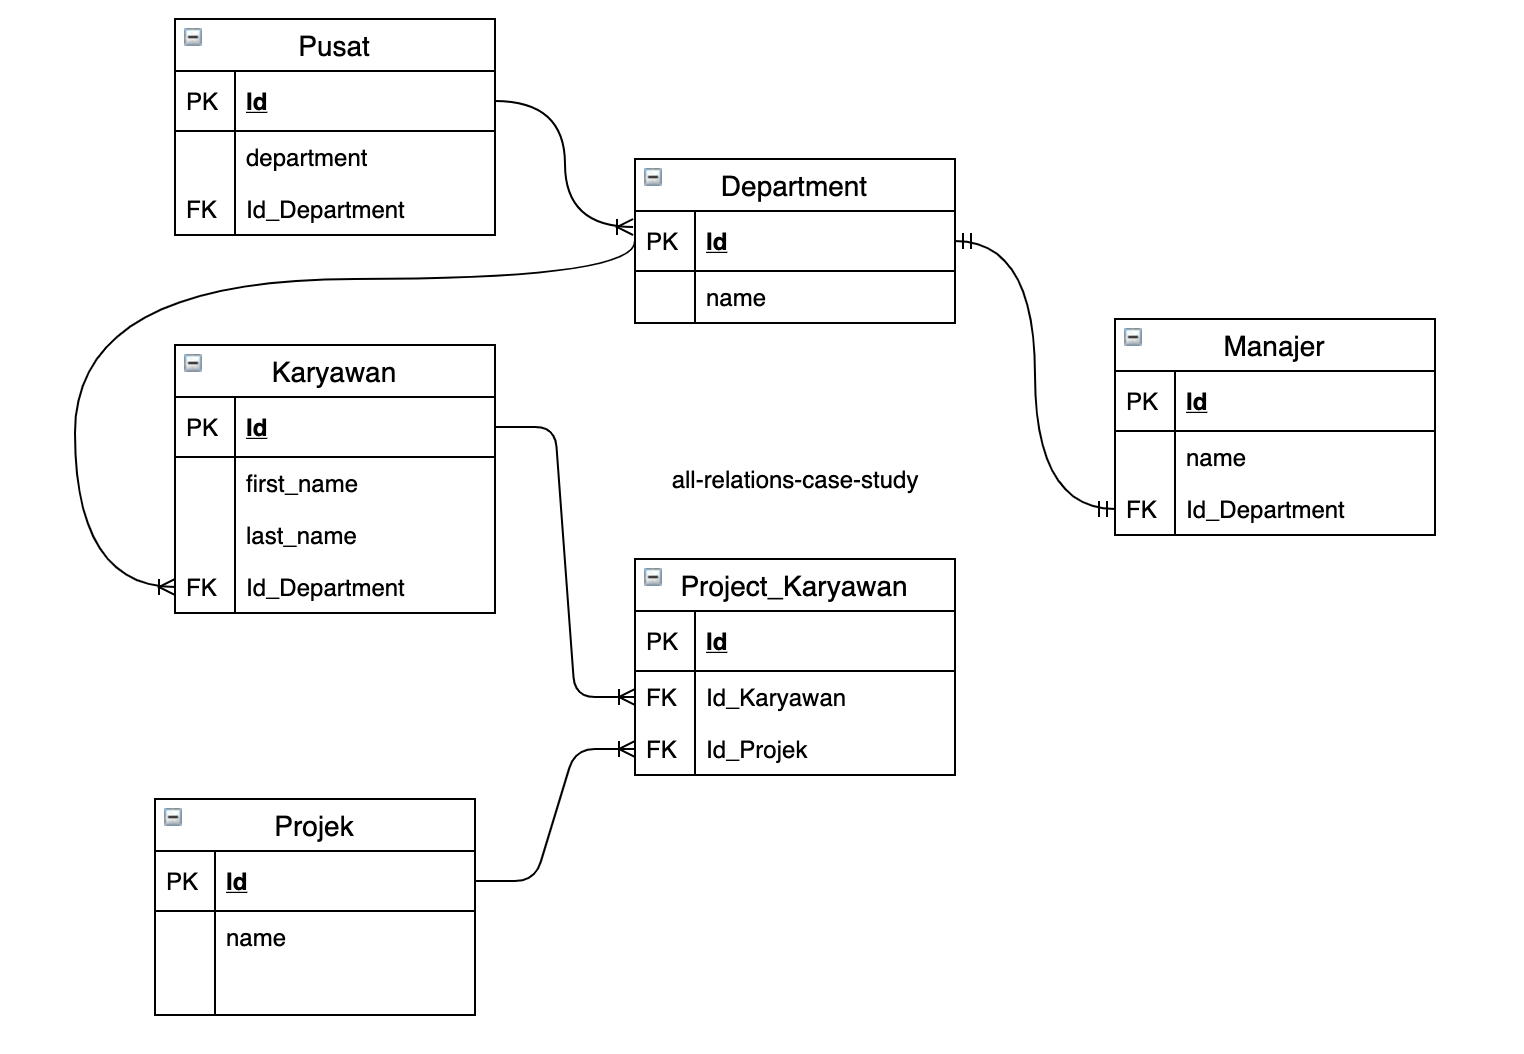 Pusat
PK Id
department
FK Id_Department
Department
PK Id
name
Manajer
PK Id
name
FK Id_Department
Karyawan
PK Id
first_name
last_name
FK Id_Department
all-relations-case-study
Project_Karyawan
PK Id
FK Id_Karyawan
FK Id_Projek
Projek
PK Id
name